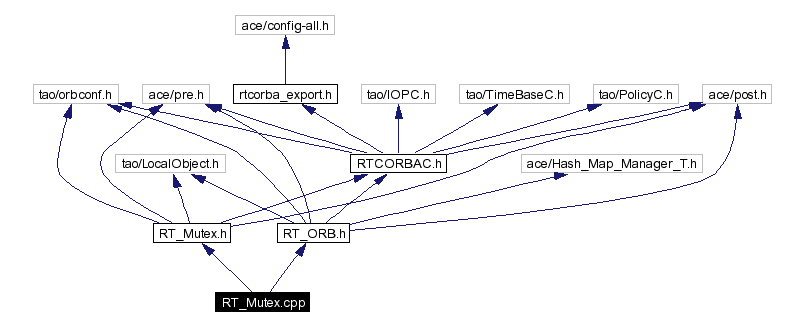 ace/config-all.h
tao/orbconf.h
ace/pre.h
rtcorba_export.h
tao/IOPC.h
tao/TimeBaseC.h
tao/PolicyC.h
ace/post.h
tao/LocalObject.h
RTCORBAC.h
ace/Hash_Map_Manager_T.h
RT_Mutex.h
RT_ORB.h
RT_Mutex.cpp